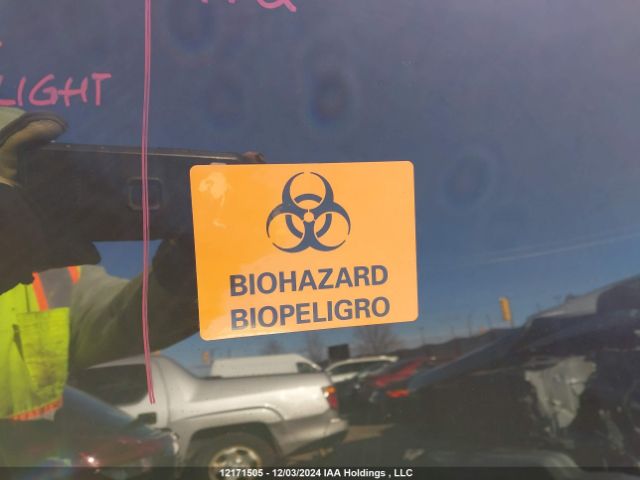 LIGHT
BIOHAZARD
BIOPELIGRO
12171505 - 12/03/2024 IAA Holdings , LLC